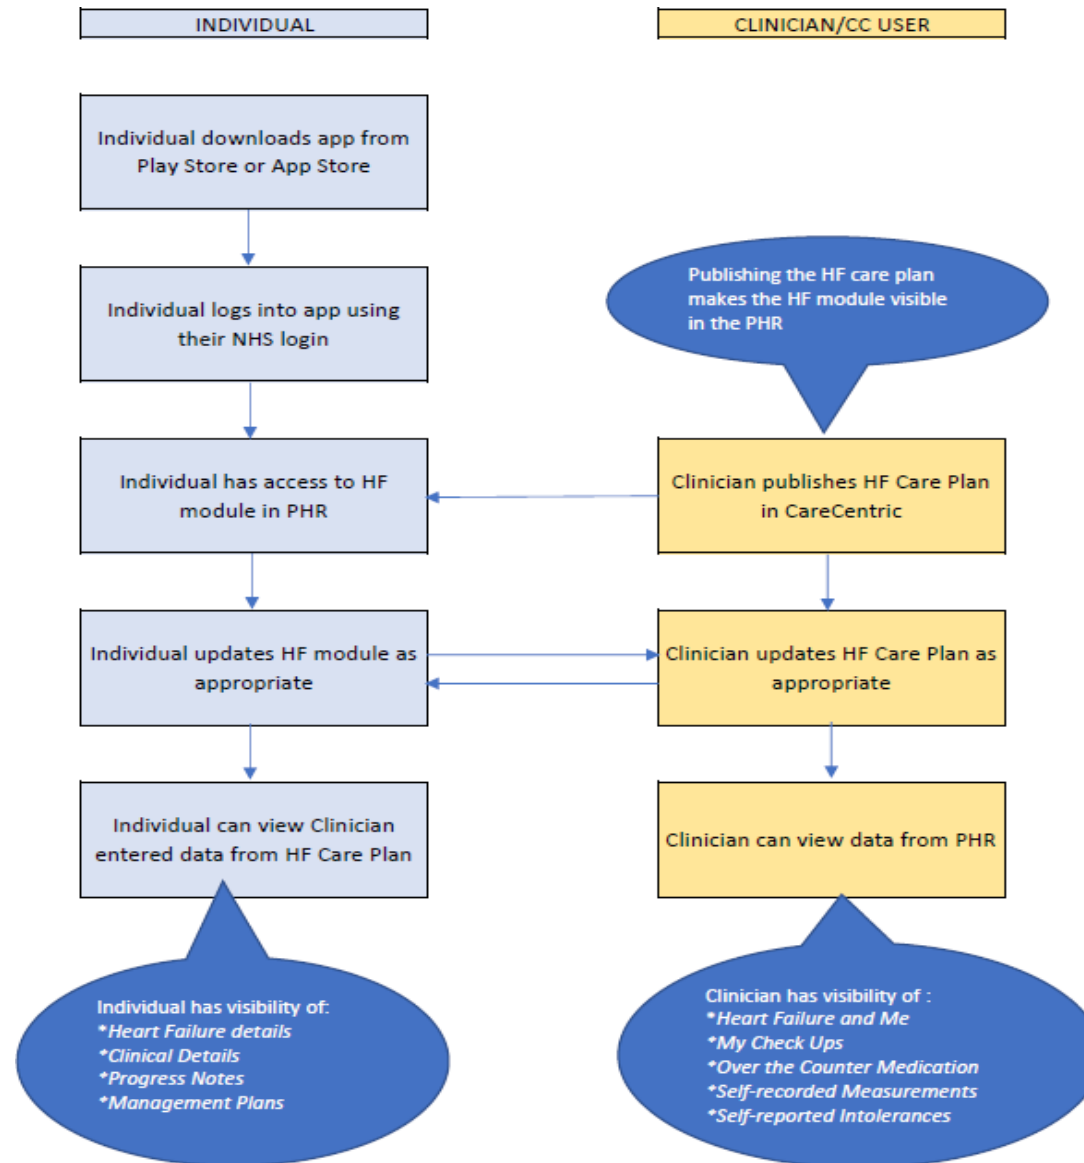 INDIVIDUAL
CLINICIAN/CC USER
Individual downloads app from
Play Store or App Store
Individual logs into app using
their NHS login
Publishing the HF care plan
makes the HF module visible
in the PHR
Individual has access to HF
module in PHR
Clinician publishes HF Care Plan
in CareCentric
Individual updates HF module as
appropriate
Clinician updates HF Care Plan as
appropriate
Individual can view Clinician
entered data from HF Care Plan
Clinician can view data from PHR
Individual has visibility of:
*Heart Failure details
*Clinical Details
*Progress Notes
*Management Plans
Clinician has visibility of :
*Heart Failure and Me
*My Check Ups
*Over the Counter Medication
*Self-recorded Measurements
*Self-reported Intolerances